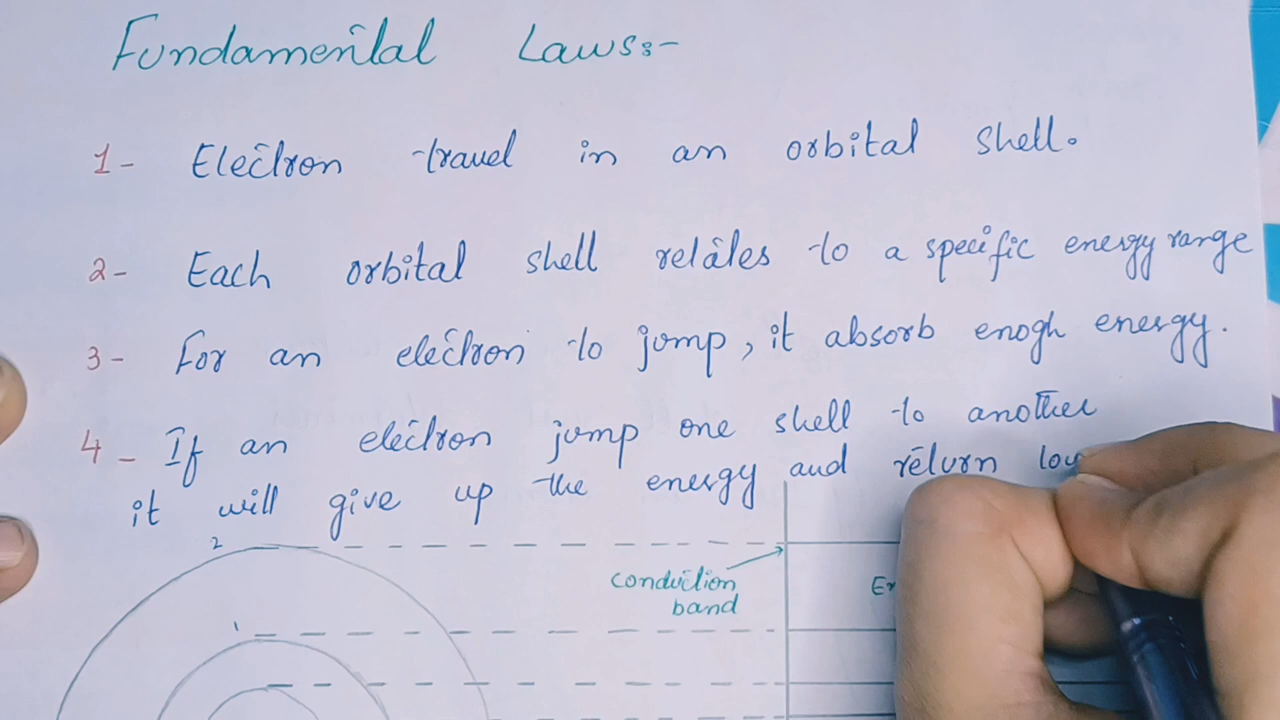 Fundamental Laws:-
1- Electron travel in an orbital shell.
2- Each orbital shell relates to a specific energy range
3- For an electron to jump, it absorb enogh energy.
4- If an electron jump one shell to another
it will give up the energy and return
2
conduction
band
1